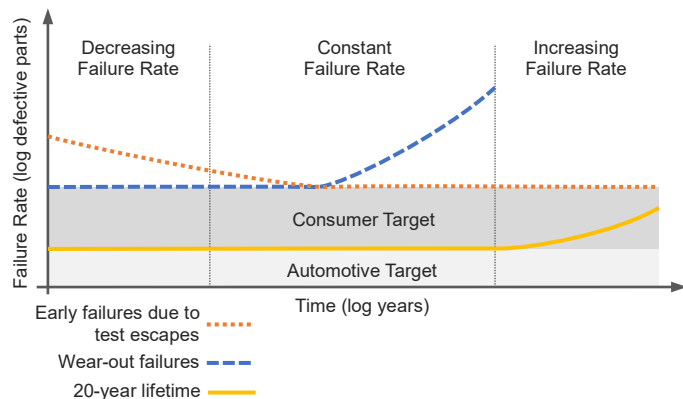 Failure Rate (log defective parts)
Decreasing
Failure Rate
Constant
Failure Rate
Increasing
Failure Rate
Consumer Target
Automotive Target
Time (log years)
Early failures due to
test escapes
Wear-out failures
20-year lifetime